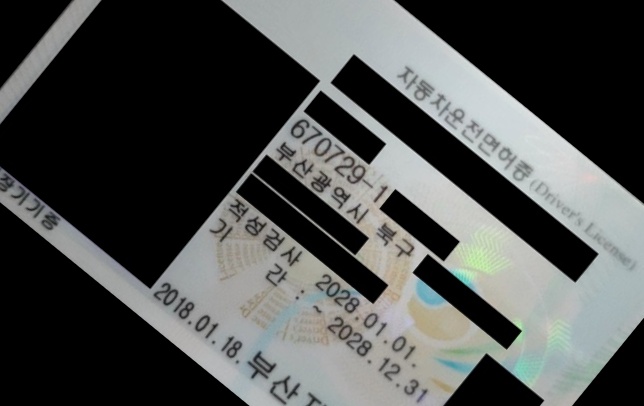 자동차운전면허증 (Driver's License)
670729-1
부산광역시 북구
적성검사 2028.01.01.
기 간 : ~ 2028.12.31
장기기증
2018.01.18. 부산